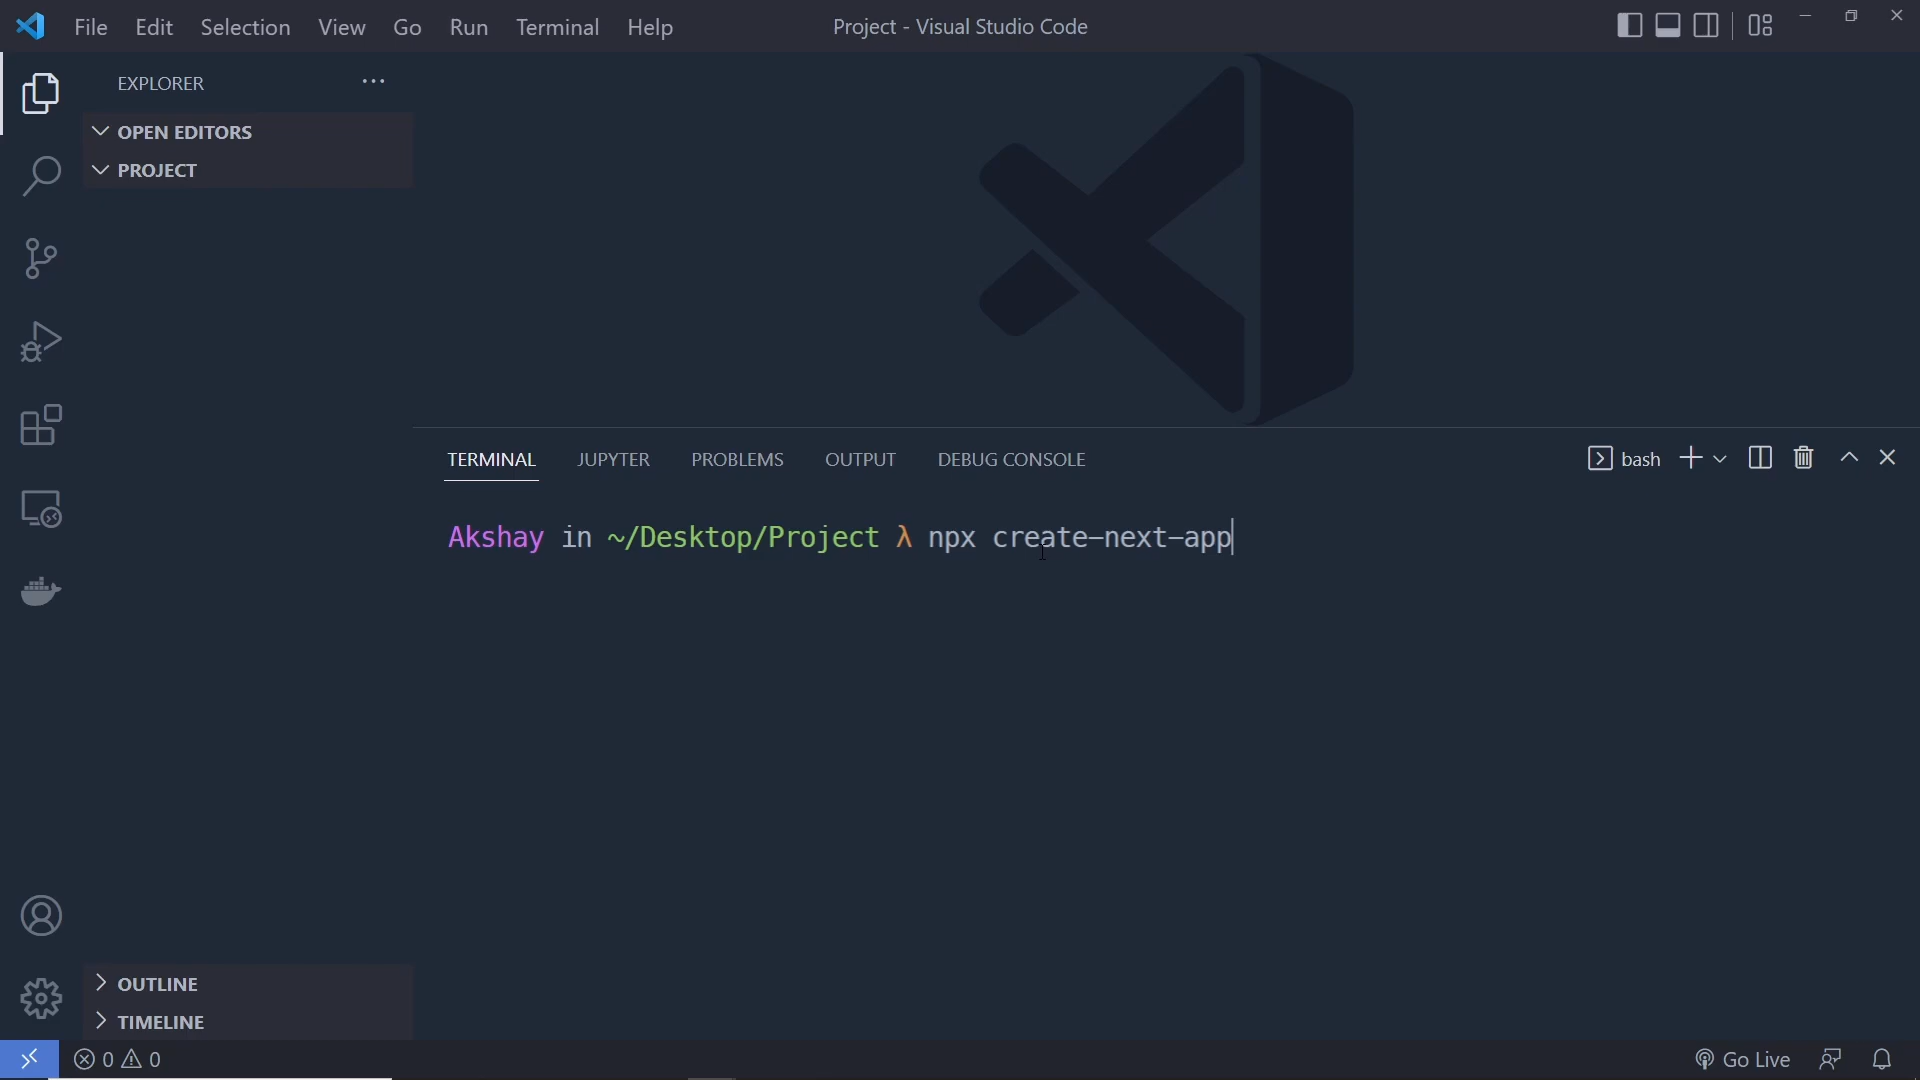 File Edit Selection View Go Run Terminal Help Project - Visual Studio Code
EXPLORER
OPEN EDITORS
PROJECT
TERMINAL JUPYTER PROBLEMS OUTPUT DEBUG CONSOLE bash
Akshay in ~/Desktop/Project λ npx create-next-app
OUTLINE
TIMELINE
0 0 Go Live